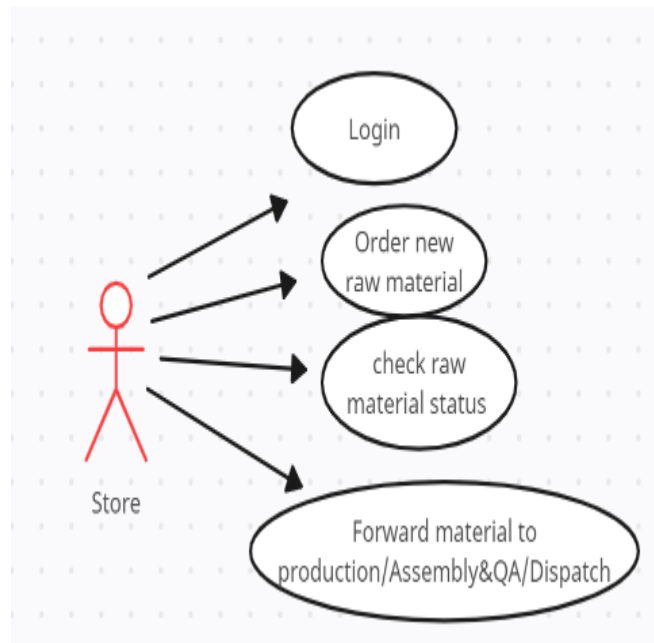 Login
Order new
raw material
check raw
material status
Store
Forward material to
production/Assembly&QA/Dispatch